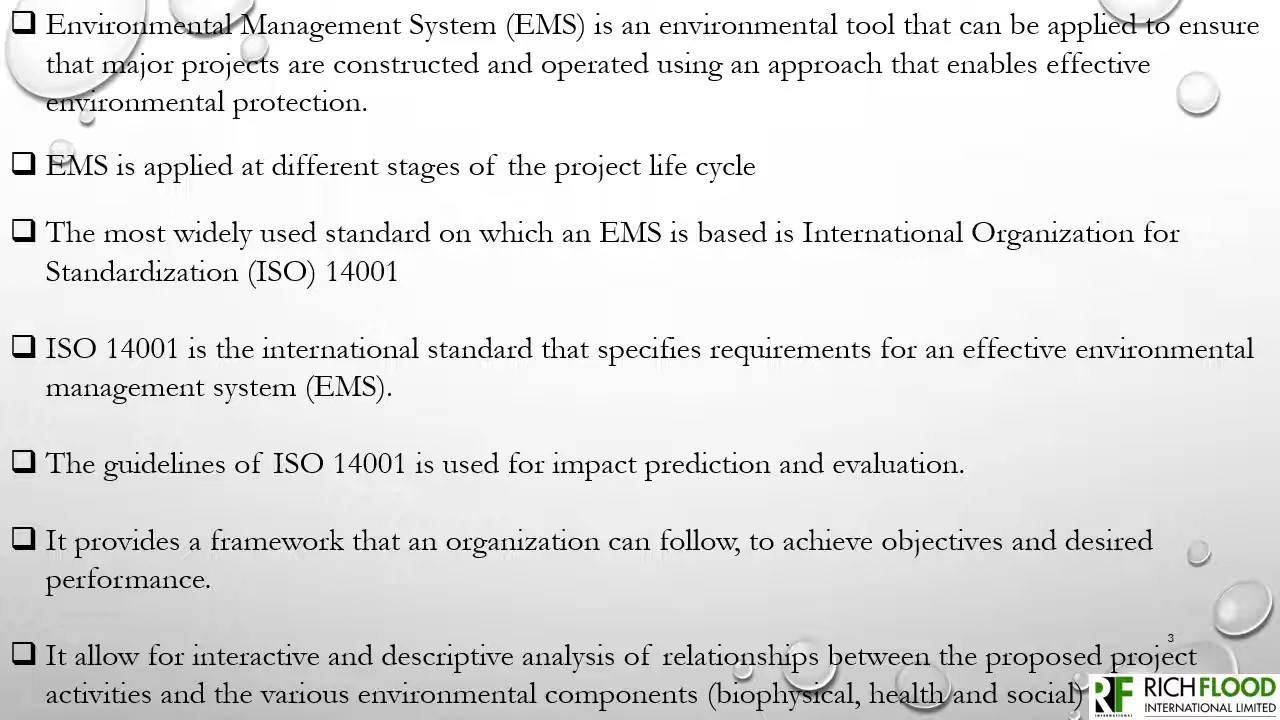 Environmental Management System (EMS) is an environmental tool that can be applied to ensure
that major projects are constructed and operated using an approach that enables effective
environmental protection.
EMS is applied at different stages of the project life cycle
The most widely used standard on which an EMS is based is International Organization for
Standardization (ISO) 14001
ISO 14001 is the international standard that specifies requirements for an effective environmental
management system (EMS).
The guidelines of ISO 14001 is used for impact prediction and evaluation.
It provides a framework that an organization can follow, to achieve objectives and desired
performance.
It allow for interactive and descriptive analysis of relationships between the proposed project
activities and the various environmental components (biophysical, health and social)
3
RF
INTERNATIONAL
RICHFLOOD
INTERNATIONAL LIMITED